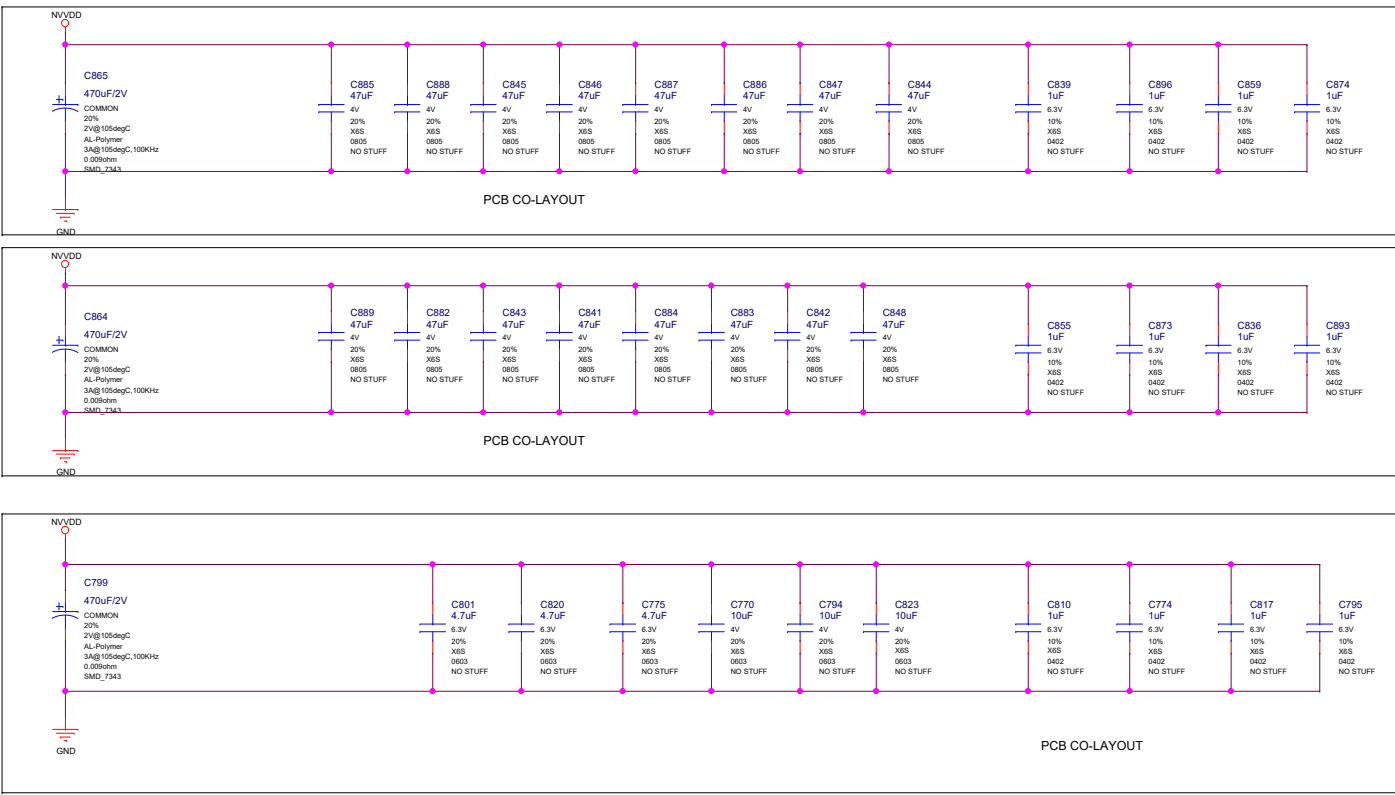 NVVDD
C865
470uF/2V
COMMON
20%
2V@105degC
AL-Polymer
3A@105degC,100KHz
0.009ohm
SMD_7343
GND
C885
47uF
4V
20%
X6S
0805
NO STUFF
C888
47uF
4V
20%
X6S
0805
NO STUFF
C845
47uF
4V
20%
X6S
0805
NO STUFF
C846
47uF
4V
20%
X6S
0805
NO STUFF
C887
47uF
4V
20%
X6S
0805
NO STUFF
C886
47uF
4V
20%
X6S
0805
NO STUFF
C847
47uF
4V
20%
X6S
0805
NO STUFF
C844
47uF
4V
20%
X6S
0805
NO STUFF
C839
1uF
6.3V
10%
X6S
0402
NO STUFF
C896
1uF
6.3V
10%
X6S
0402
NO STUFF
C859
1uF
6.3V
10%
X6S
0402
NO STUFF
C874
1uF
6.3V
10%
X6S
0402
NO STUFF
PCB CO-LAYOUT
NVVDD
C864
470uF/2V
COMMON
20%
2V@105degC
AL-Polymer
3A@105degC,100KHz
0.009ohm
SMD_7343
GND
C889
47uF
4V
20%
X6S
0805
NO STUFF
C882
47uF
4V
20%
X6S
0805
NO STUFF
C843
47uF
4V
20%
X6S
0805
NO STUFF
C841
47uF
4V
20%
X6S
0805
NO STUFF
C884
47uF
4V
20%
X6S
0805
NO STUFF
C883
47uF
4V
20%
X6S
0805
NO STUFF
C842
47uF
4V
20%
X6S
0805
NO STUFF
C848
47uF
4V
20%
X6S
0805
NO STUFF
C855
1uF
6.3V
10%
X6S
0402
NO STUFF
C873
1uF
6.3V
10%
X6S
0402
NO STUFF
C836
1uF
6.3V
10%
X6S
0402
NO STUFF
C893
1uF
6.3V
10%
X6S
0402
NO STUFF
PCB CO-LAYOUT
NVVDD
C799
470uF/2V
COMMON
20%
2V@105degC
AL-Polymer
3A@105degC,100KHz
0.009ohm
SMD_7343
GND
C801
4.7uF
6.3V
20%
X6S
0603
NO STUFF
C820
4.7uF
6.3V
20%
X6S
0603
NO STUFF
C775
4.7uF
6.3V
20%
X6S
0603
NO STUFF
C770
10uF
4V
20%
X6S
0603
NO STUFF
C794
10uF
4V
20%
X6S
0603
NO STUFF
C823
10uF
4V
20%
X6S
0603
NO STUFF
C810
1uF
6.3V
10%
X6S
0402
NO STUFF
C774
1uF
6.3V
10%
X6S
0402
NO STUFF
C817
1uF
6.3V
10%
X6S
0402
NO STUFF
C795
1uF
6.3V
10%
X6S
0402
NO STUFF
PCB CO-LAYOUT